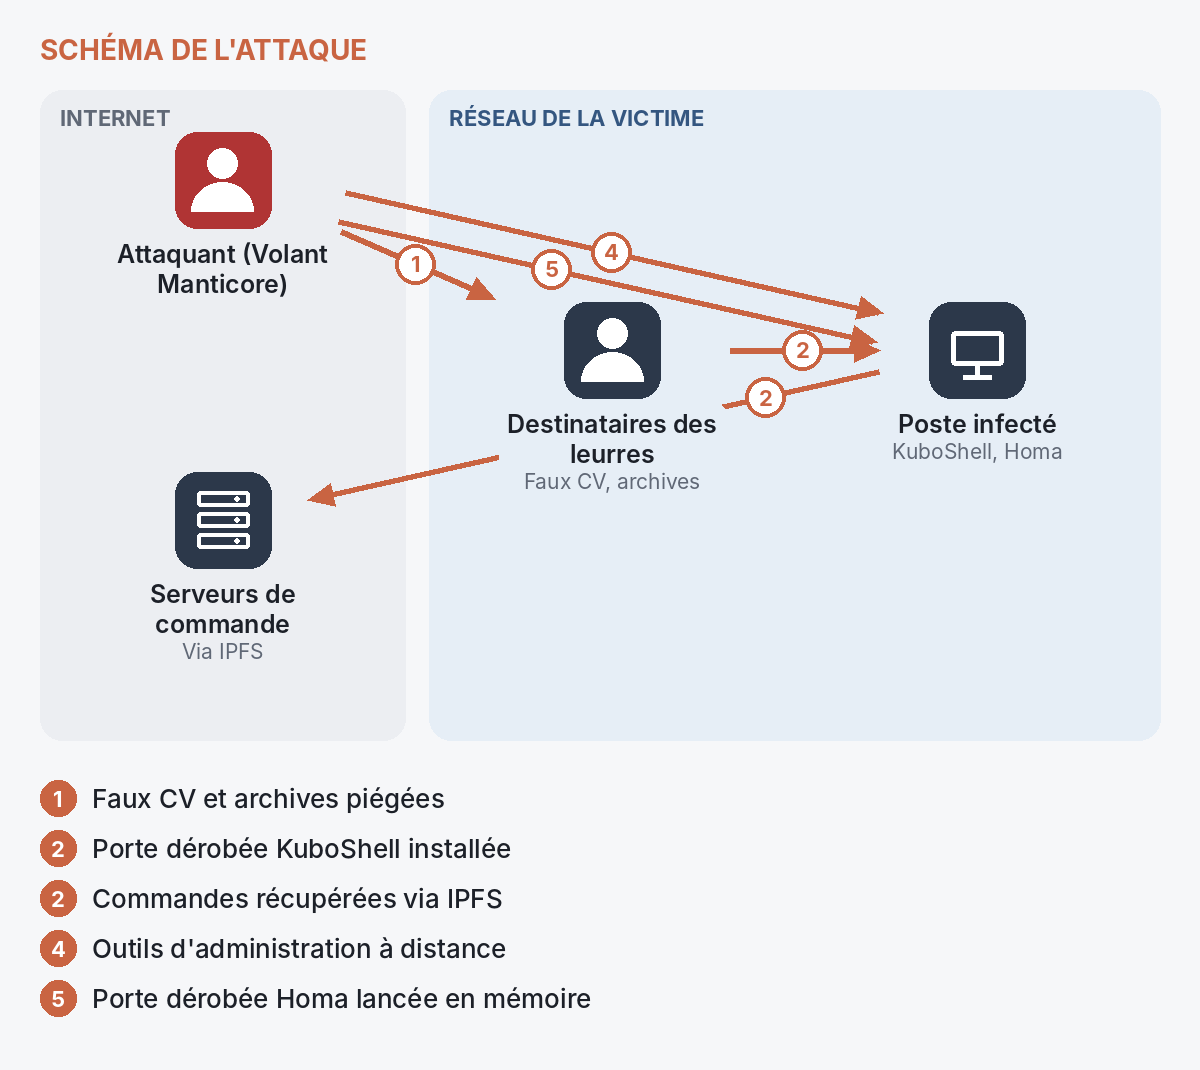 SCHÉMA DE L'ATTAQUE
INTERNET
RÉSEAU DE LA VICTIME
Attaquant (Volant
Manticore)
4
5
1
2
2
Destinataires des
leurres
Faux CV, archives
Poste infecté
KuboShell, Homa
Serveurs de
commande
Via IPFS
1 Faux CV et archives piégées
2 Porte dérobée KuboShell installée
2 Commandes récupérées via IPFS
4 Outils d'administration à distance
5 Porte dérobée Homa lancée en mémoire